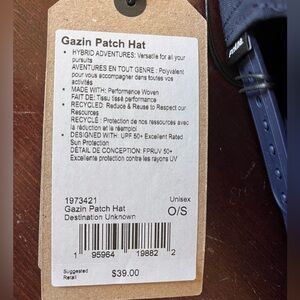 Gazin Patch Hat
• HYBRID ADVENTURES: Versatile for all your
pursuits
AVENTURES EN TOUT GENRE : Polyvalent
pour vous accompagner dans toutes vos
activités
• MADE WITH: Performance Woven
FAIT DE: Tissu tissé performance
• RECYCLED: Reduce & Reuse to Respect our
Resources
RECYCLÉ : Protection de nos ressources avec
la réduction et le réemploi
• DESIGNED WITH: UPF 50+ Excellent Rated
Sun Protection
DÉTAIL DE CONCEPTION: FPRUV 50+
Excellente protection contre les rayons UV
1973421 Unisex
Gazin Patch Hat O/S
Destination Unknown
1 95964 19882 2
Suggested
Retail $39.00